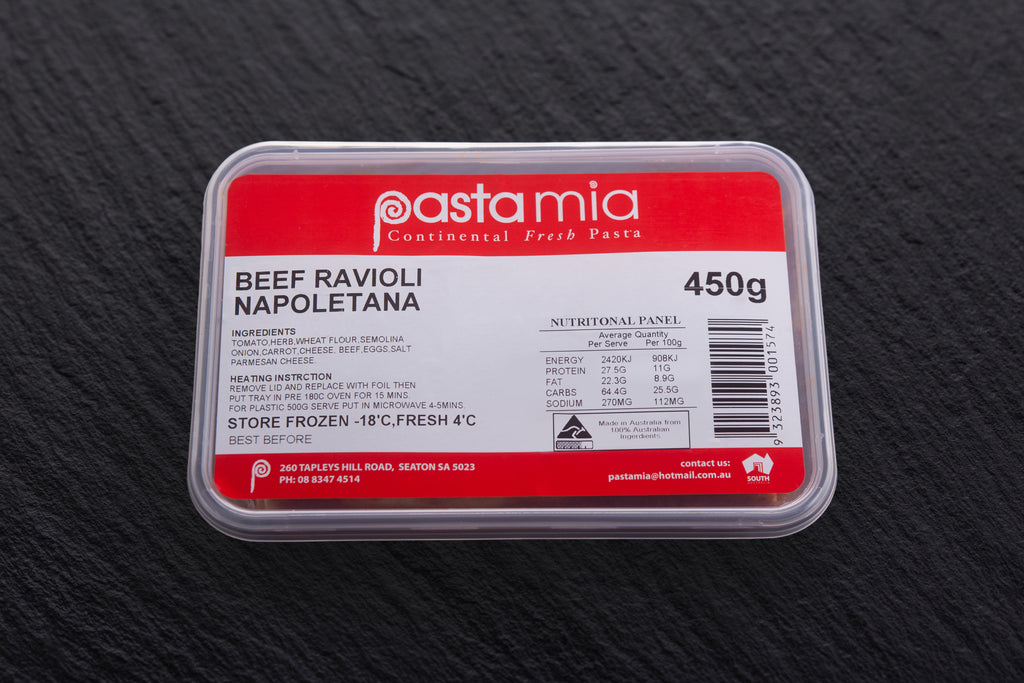 pastamia
Continental Fresh Pasta
BEEF RAVIOLI
NAPOLETANA
450g
INGREDIENTS
TOMATO,HERB,WHEAT FLOUR,SEMOLINA
ONION,CARROT,CHEESE, BEEF,EGGS,SALT
PARMESAN CHEESE.
HEATING INSTRCTION
REMOVE LID AND REPLACE WITH FOIL THEN
PUT TRAY IN PRE 180C OVEN FOR 15 MINS.
FOR PLASTIC 500G SERVE PUT IN MICROWAVE 4-5MINS.
STORE FROZEN -18'C,FRESH 4'C
BEST BEFORE
NUTRITONAL PANEL
Average Quantity
Per Serve Per 100g
ENERGY 2420KJ 908KJ
PROTEIN 27.5G 11G
FAT 22.3G 8.9G
CARBS 64.4G 25.5G
SODIUM 270MG 112MG
Made in Australia from
100% Australian
Ingerdients
9 323893 001574
260 TAPLEYS HILL ROAD, SEATON SA 5023
PH: 08 8347 4514
contact us:
pastamia@hotmail.com.au
SOUTH